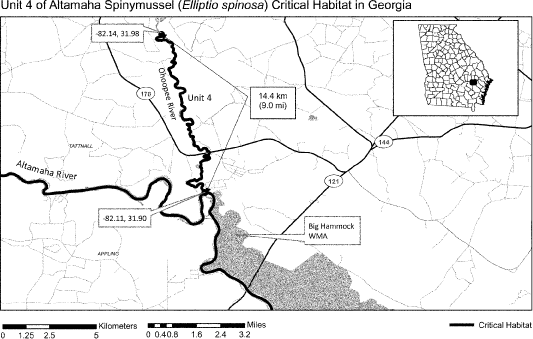 Unit 4 of Altamaha Spinymussel (Elliptio spinosa) Critical Habitat in Georgia
-82.14, 31.98
Ohoopee River
Unit 4
14.4 km
(9.0 mi)
178
144
TATTNALL
121
Altamaha River
-82.11, 31.90
Big Hammock
WMA
APPLING
Kilometers
0 1.25 2.5 5
Miles
0 0.4 0.8 1.6 2.4 3.2
Critical Habitat